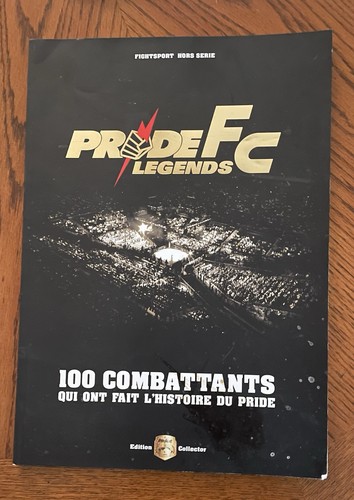 FIGHTSPORT HORS SERIE
PRIDE FC
LEGENDS
100 COMBATTANTS
QUI ONT FAIT L'HISTOIRE DU PRIDE
Edition Collector